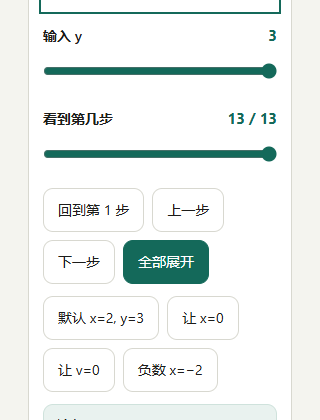 输入 y 3
看到第几步 13 / 13
回到第 1 步 上一步
下一步 全部展开
默认 x=2, y=3 让 x=0
让 y=0 负数 x=−2